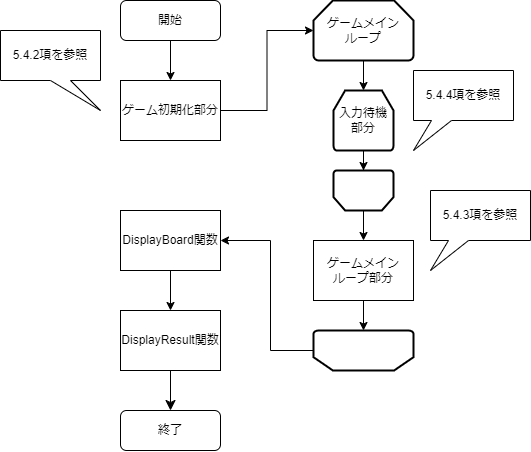 開始
5.4.2項を参照
ゲーム初期化部分
ゲームメイン
ループ
入力待機
部分
5.4.4項を参照
5.4.3項を参照
ゲームメイン
ループ部分
DisplayBoard関数
DisplayResult関数
終了